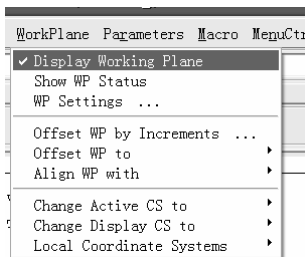 WorkPlane Parameters Macro MenuCtr
✓ Display Working Plane
Show WP Status
WP Settings ...
Offset WP by Increments ...
Offset WP to
Align WP with
Change Active CS to
Change Display CS to
Local Coordinate Systems